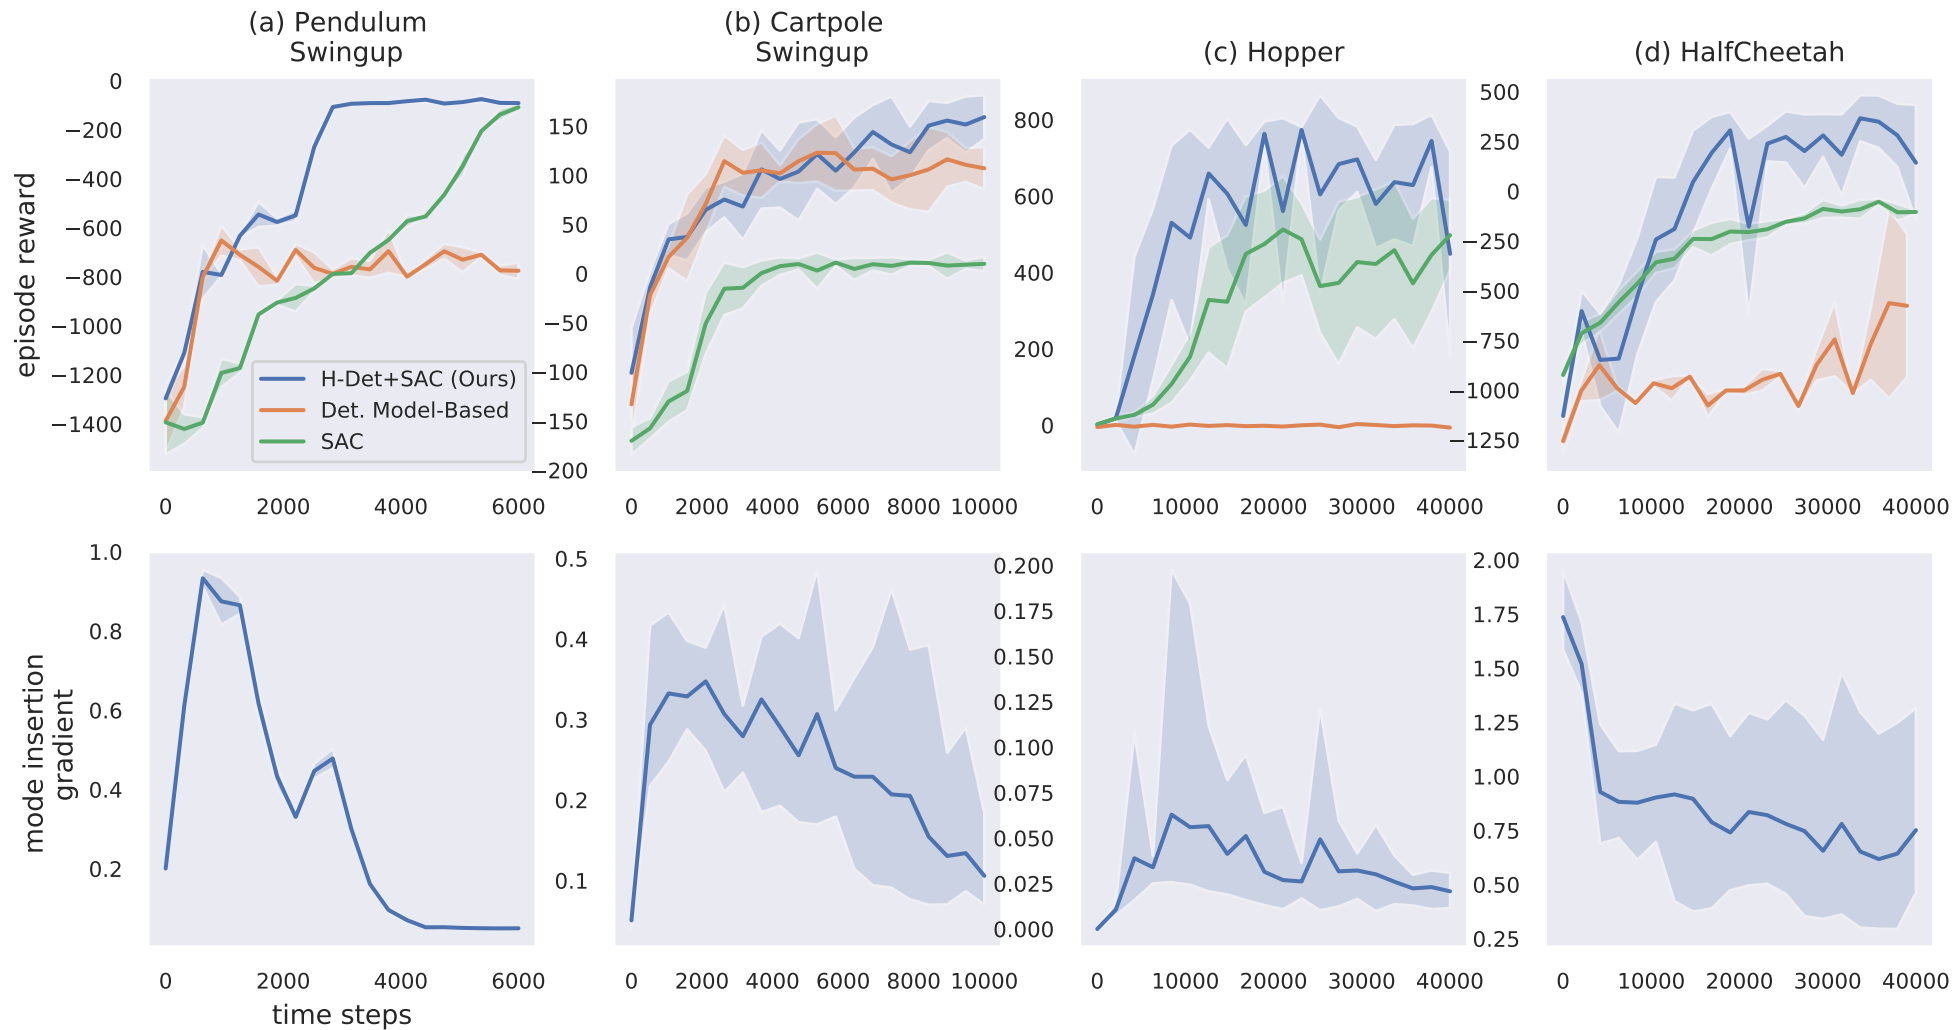 (a) Pendulum
Swingup
(b) Cartpole
Swingup
(c) Hopper
(d) HalfCheetah
episode reward
0
−200
−400
−600
−800
−1000
−1200
−1400
H-Det+SAC (Ours)
Det. Model-Based
SAC
0 2000 4000 6000
150
100
50
0
−50
−100
−150
−200
0 2000 4000 6000 8000 10000
800
600
400
200
0
0 10000 20000 30000 40000
500
250
0
−250
−500
−750
−1000
−1250
0 10000 20000 30000 40000
mode insertion
gradient
1.0
0.8
0.6
0.4
0.2
0 2000 4000 6000
time steps
0.5
0.4
0.3
0.2
0.1
0 2000 4000 6000 8000 10000
0.200
0.175
0.150
0.125
0.100
0.075
0.050
0.025
0.000
0 10000 20000 30000 40000
2.00
1.75
1.50
1.25
1.00
0.75
0.50
0.25
0 10000 20000 30000 40000